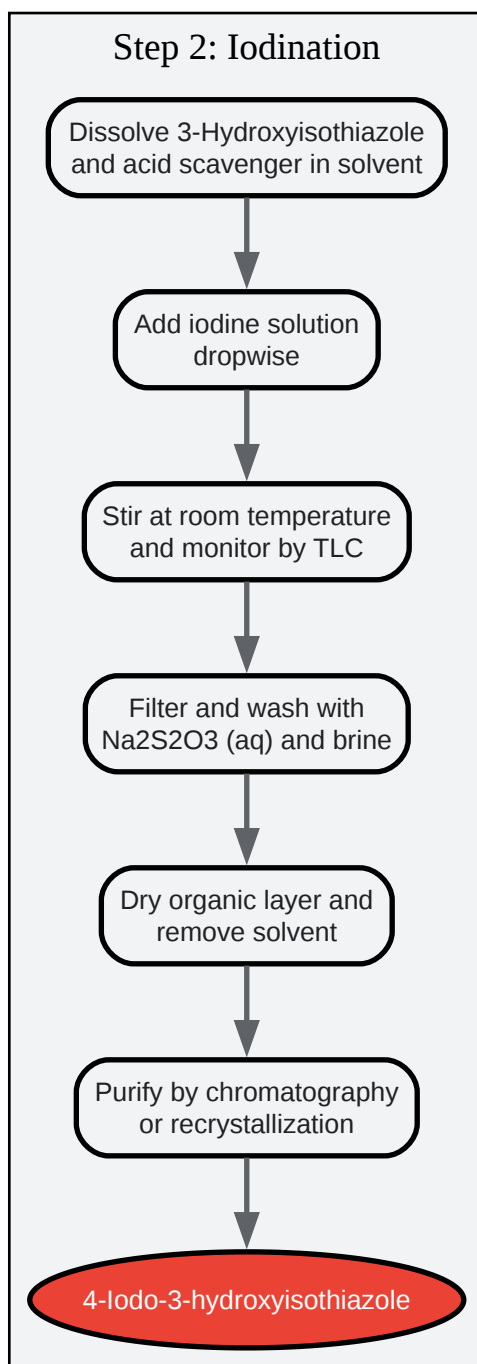 Step 2: Iodination
Dissolve 3-Hydroxyisothiazole
and acid scavenger in solvent
Add iodine solution
dropwise
Stir at room temperature
and monitor by TLC
Filter and wash with
Na2S2O3 (aq) and brine
Dry organic layer and
remove solvent
Purify by chromatography
or recrystallization
4-Iodo-3-hydroxyisothiazole